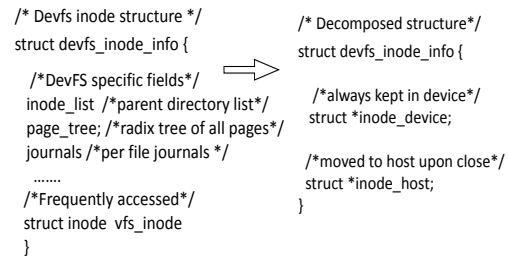 /* Devfs inode structure */
struct devfs_inode_info {
/*DevFS specific fields*/
inode_list /*parent directory list*/
page_tree; /*radix tree of all pages*/
journals /*per file journals */
.......
/*Frequently accessed*/
struct inode vfs_inode
}
/* Decomposed structure*/
struct devfs_inode_info {
/*always kept in device*/
struct *inode_device;
/*moved to host upon close*/
struct *inode_host;
}